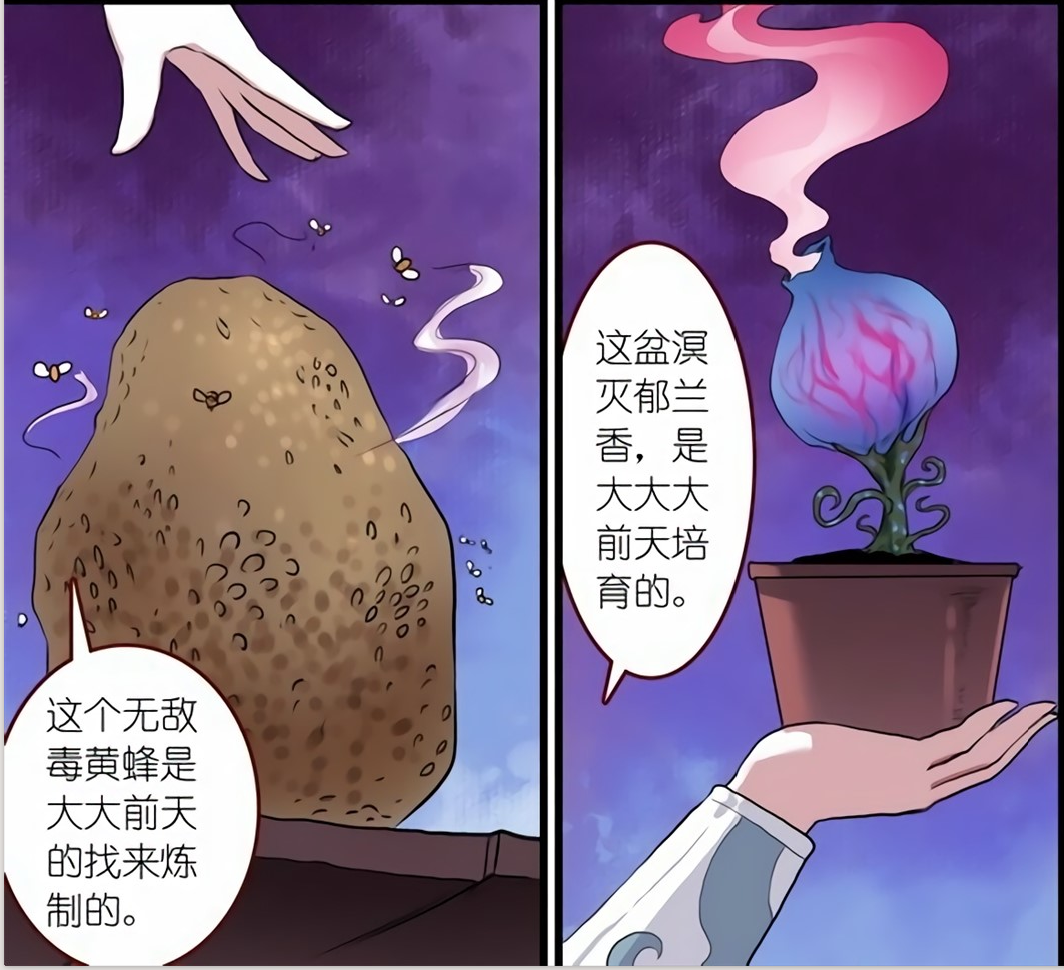 这个无敌
毒黄蜂是
大大前天
的找来炼
制的。
这盆溟
灭郁兰
香，是
大大大
前天培
育的。